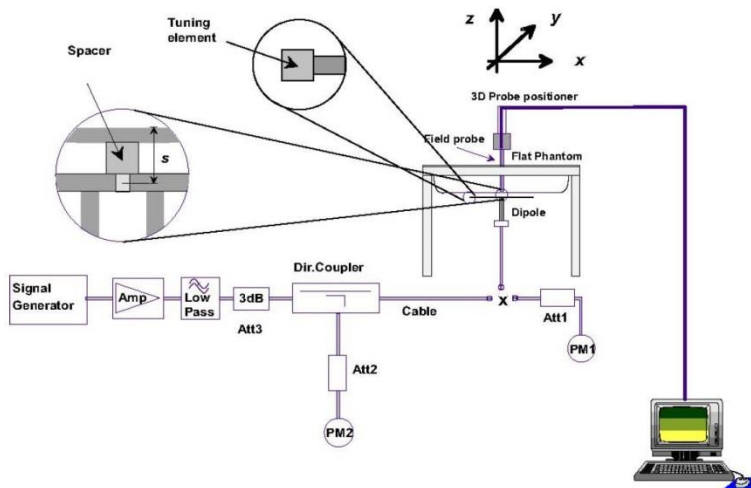 Tuning
element
Spacer
s
z
y
x
3D Probe positioner
Field probe
Flat Phantom
Dipole
Signal
Generator
Amp
Low
Pass
3dB
Att3
Dir.Coupler
Cable
x
Att1
PM1
Att2
PM2